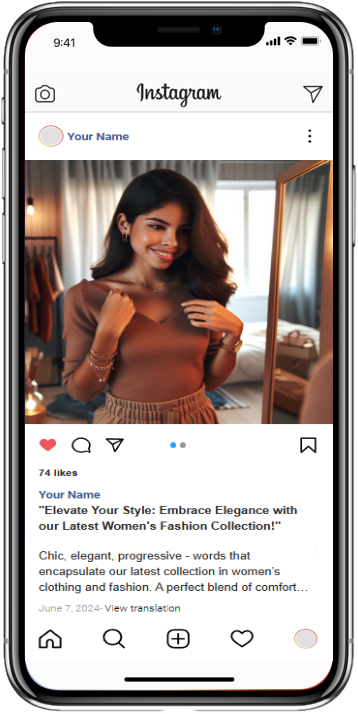 9:41
Instagram
Your Name
74 likes
Your Name
"Elevate Your Style: Embrace Elegance with
our Latest Women's Fashion Collection!"
Chic, elegant, progressive - words that
encapsulate our latest collection in women's
clothing and fashion. A perfect blend of comfort…
June 7, 2024- View translation